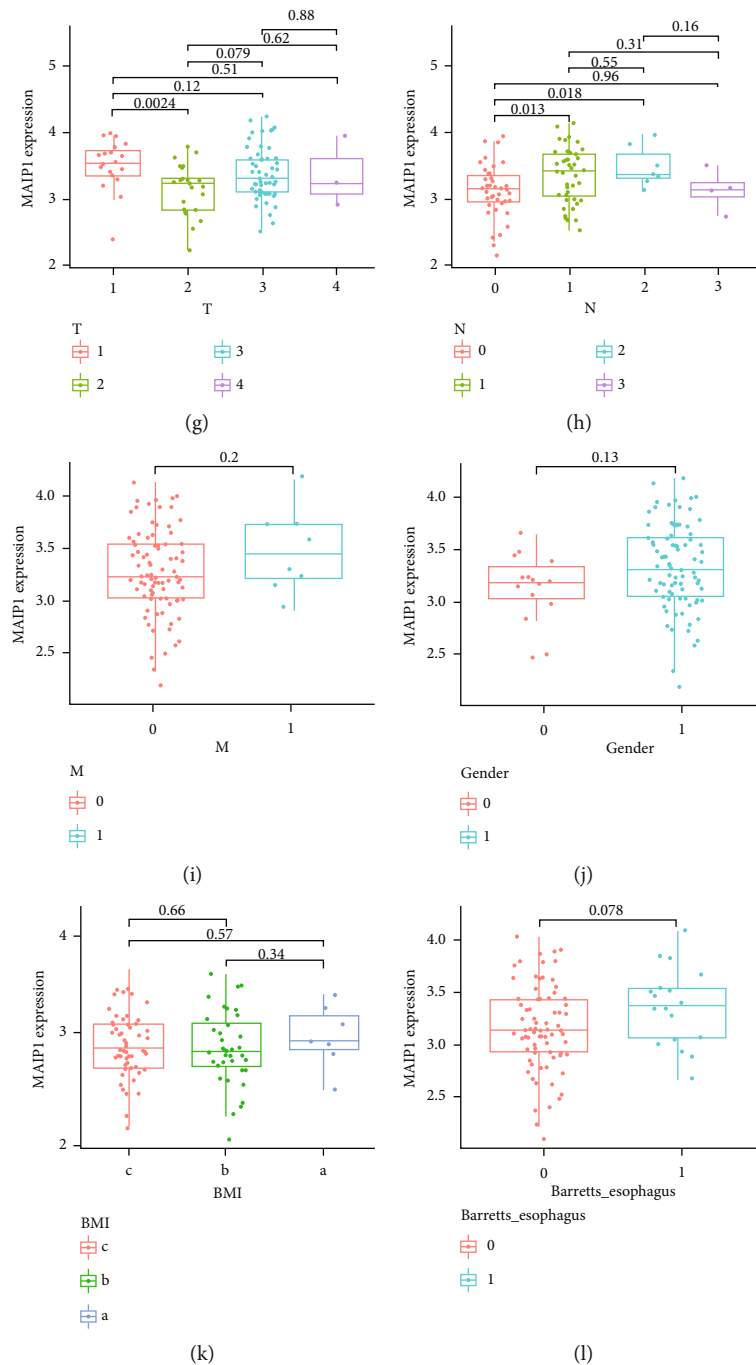 0.88
0.62
0.079
0.51
0.12
0.0024
MAIP1 expression
5
4
3
2
1 2 3 4
T
T
1 3
2 4
(g)
0.16
0.31
0.55
0.96
0.018
0.013
MAIP1 expression
5
4
3
2
0 1 2 3
N
N
0 2
1 3
(h)
0.2
MAIP1 expression
4.0
3.5
3.0
2.5
0 1
M
M
0
1
(i)
0.13
MAIP1 expression
4.0
3.5
3.0
2.5
0 1
Gender
Gender
0
1
(j)
0.66
0.57
0.34
MAIP1 expression
4
3
2
c b a
BMI
BMI
c
b
a
(k)
0.078
MAIP1 expression
4.0
3.5
3.0
2.5
0 1
Barretts_esophagus
Barretts_esophagus
0
1
(l)